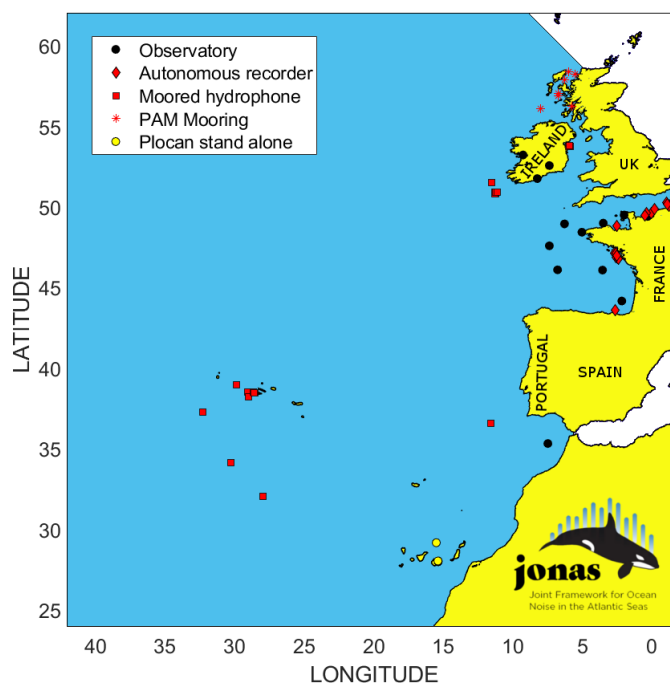 60
55
50
45
40
35
30
25
LATITUDE
Observatory
Autonomous recorder
Moored hydrophone
PAM Mooring
Plocan stand alone
IRELAND
UK
FRANCE
PORTUGAL
SPAIN
jonas
Joint Framework for Ocean
Noise in the Atlantic Seas
40 35 30 25 20 15 10 5 0
LONGITUDE